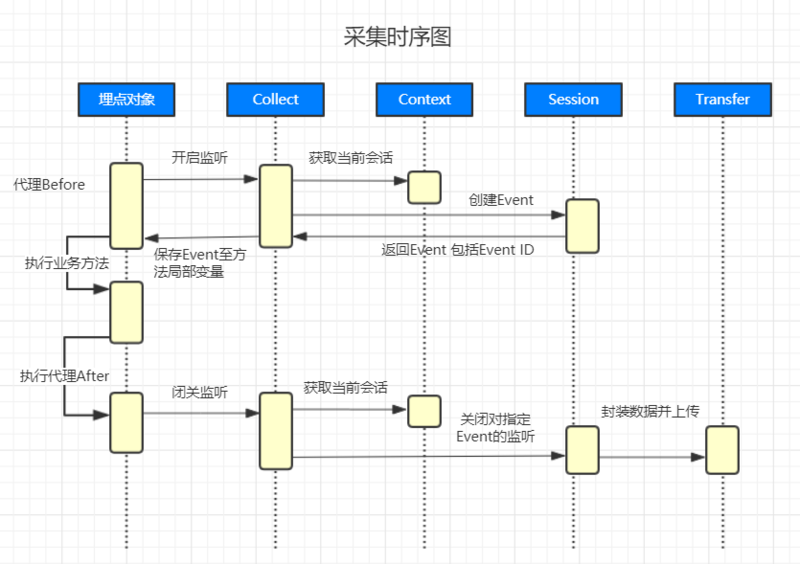 采集时序图
埋点对象
Collect
Context
Session
Transfer
开启监听
获取当前会话
代理Before
创建Event
返回Event 包括Event ID
保存Event至方
法局部变量
执行业务方法
执行代理After
闭关监听
获取当前会话
关闭对指定
Event的监听
封装数据并上传